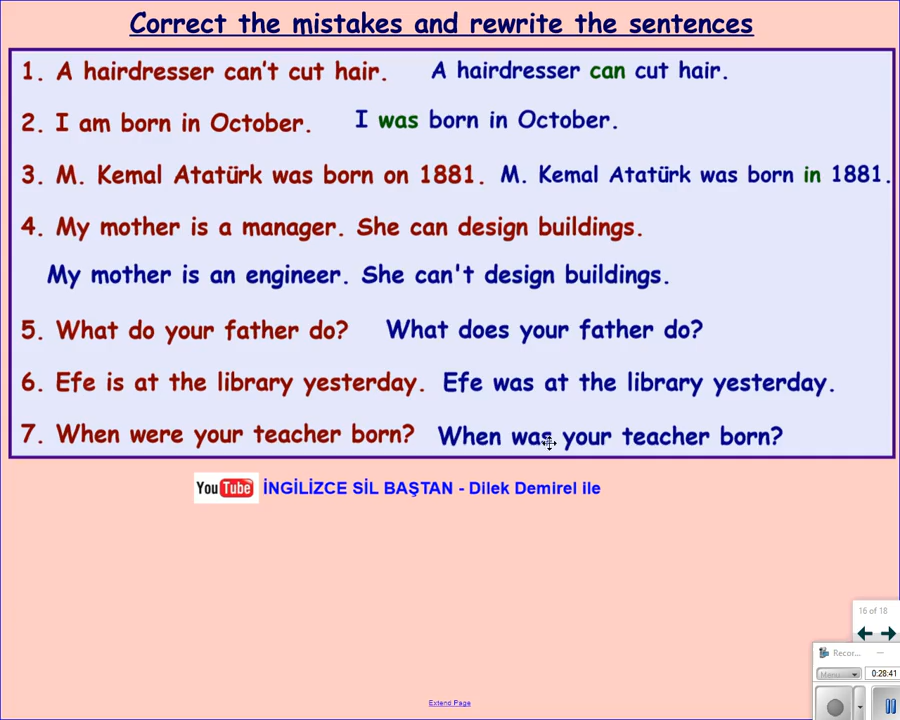 Correct the mistakes and rewrite the sentences
1. A hairdresser can't cut hair. A hairdresser can cut hair.
2. I am born in October. I was born in October.
3. M. Kemal Atatürk was born on 1881. M. Kemal Atatürk was born in 1881.
4. My mother is a manager. She can design buildings.
My mother is an engineer. She can't design buildings.
5. What do your father do? What does your father do?
6. Efe is at the library yesterday. Efe was at the library yesterday.
7. When were your teacher born? When was your teacher born?
YouTube İNGİLİZCE SİL BAŞTAN - Dilek Demirel ile
16 of 18
Recor...
Menu 0:28:41
Extend Page